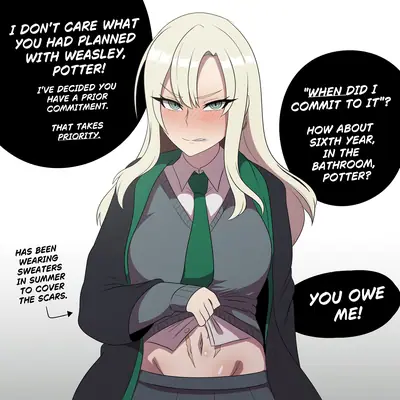 I DON'T CARE WHAT
YOU HAD PLANNED
WITH WEASLEY,
POTTER!
I'VE DECIDED YOU
HAVE A PRIOR
COMMITMENT.
THAT TAKES
PRIORITY.
"WHEN DID I
COMMIT TO IT"?
HOW ABOUT
SIXTH YEAR,
IN THE
BATHROOM,
POTTER?
HAS BEEN
WEARING
SWEATERS
IN SUMMER
TO COVER
THE SCARS.
YOU OWE
ME!